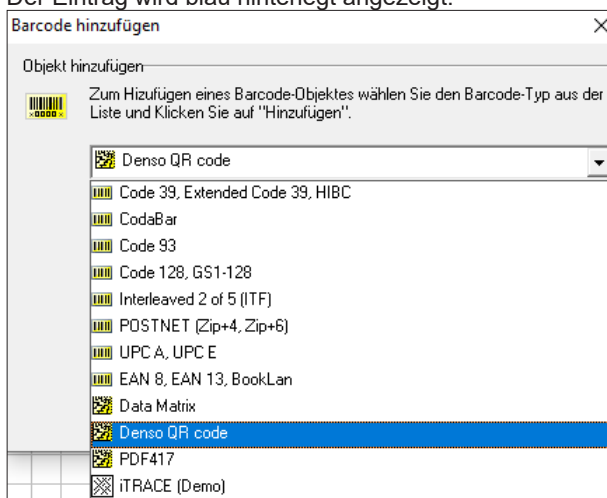 Der Eintrag wird blau hinterlegt angezeigt.
Barcode hinzufügen
Objekt hinzufügen
Zum Hizufügen eines Barcode-Objektes wählen Sie den Barcode-Typ aus der
Liste und Klicken Sie auf "Hinzufügen".
Denso QR code
Code 39, Extended Code 39, HIBC
CodaBar
Code 93
Code 128, GS1-128
Interleaved 2 of 5 (ITF)
POSTNET (Zip+4, Zip+6)
UPC A, UPC E
EAN 8, EAN 13, BookLan
Data Matrix
Denso QR code
PDF417
iTRACE (Demo)